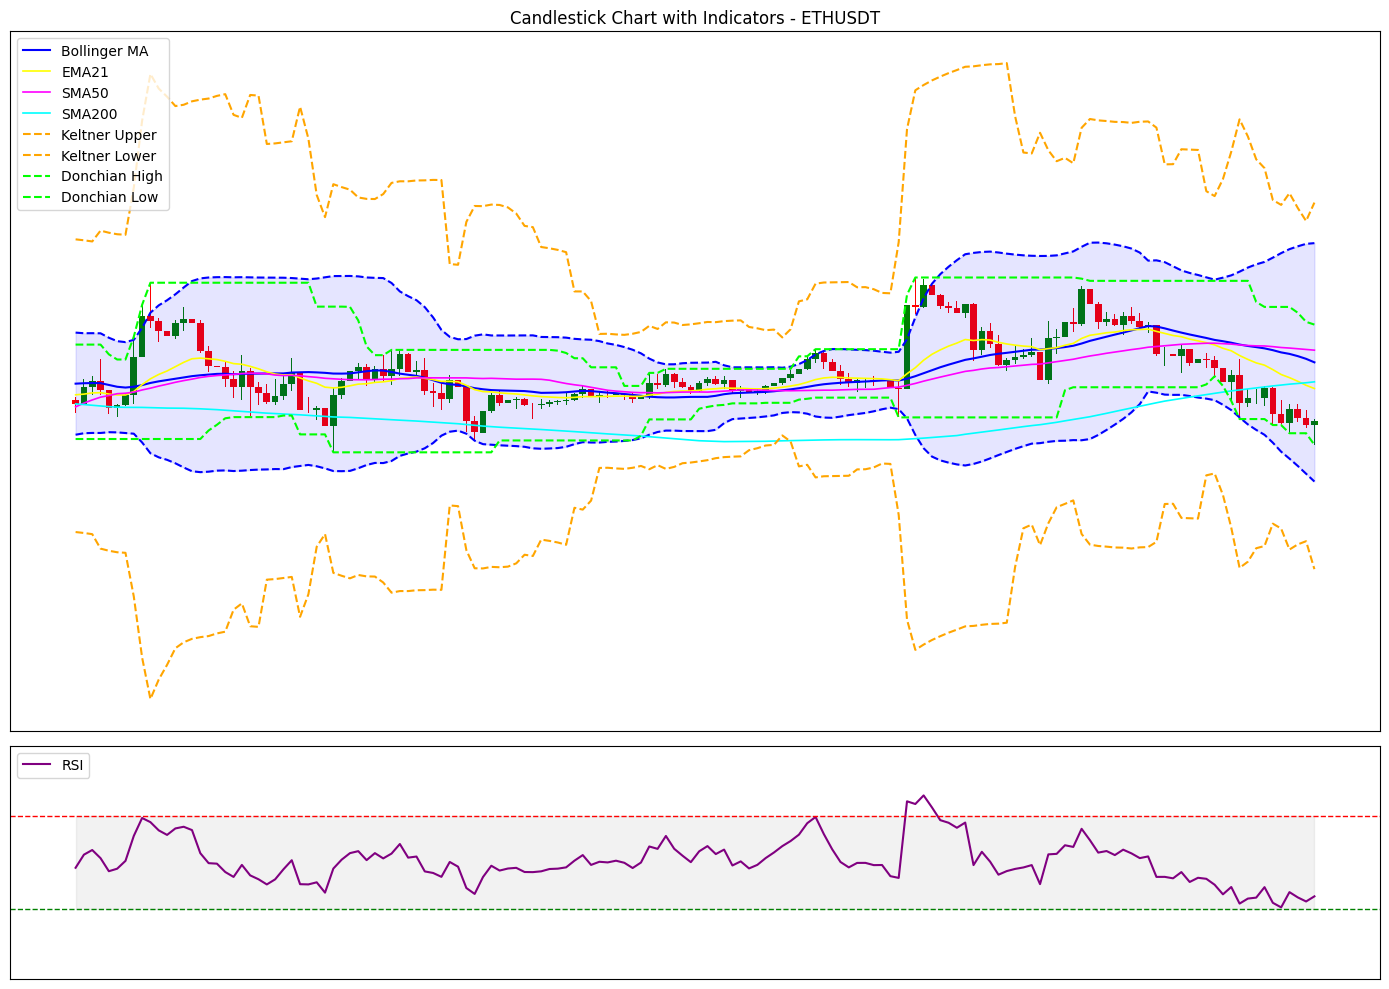 Candlestick Chart with Indicators - ETHUSDT
Bollinger MA
EMA21
SMA50
SMA200
Keltner Upper
Keltner Lower
Donchian High
Donchian Low
RSI